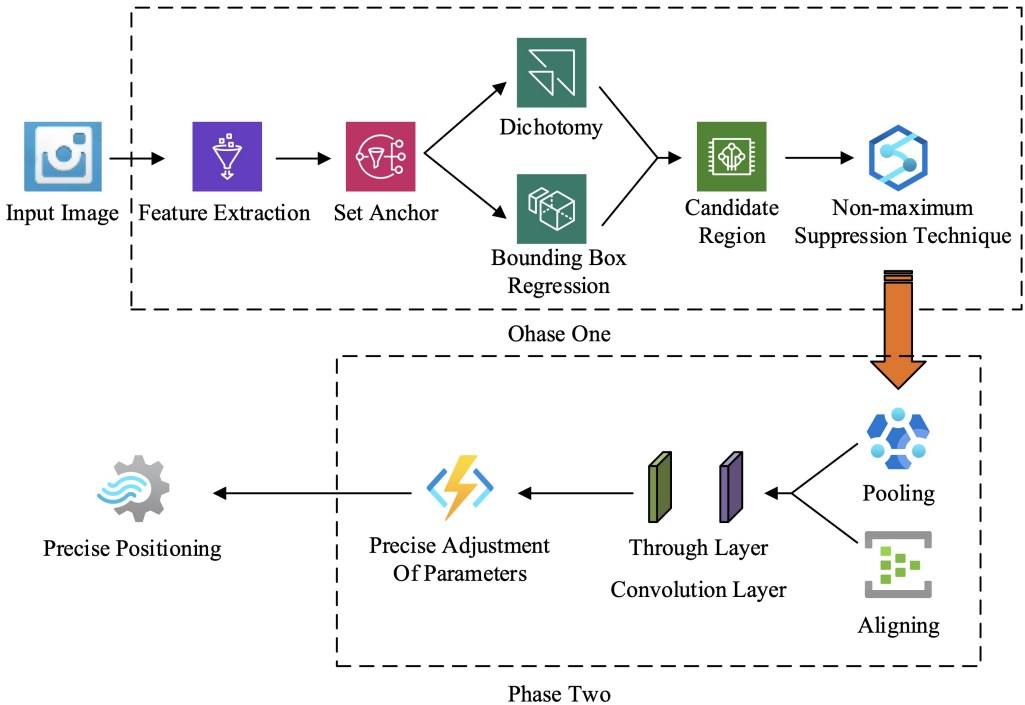 Dichotomy
Input Image
Feature Extraction
Set Anchor
Bounding Box
Regression
Candidate
Region
Non-maximum
Suppression Technique
Ohase One
Pooling
Through Layer
Convolution Layer
Aligning
Precise Adjustment
Of Parameters
Precise Positioning
Phase Two